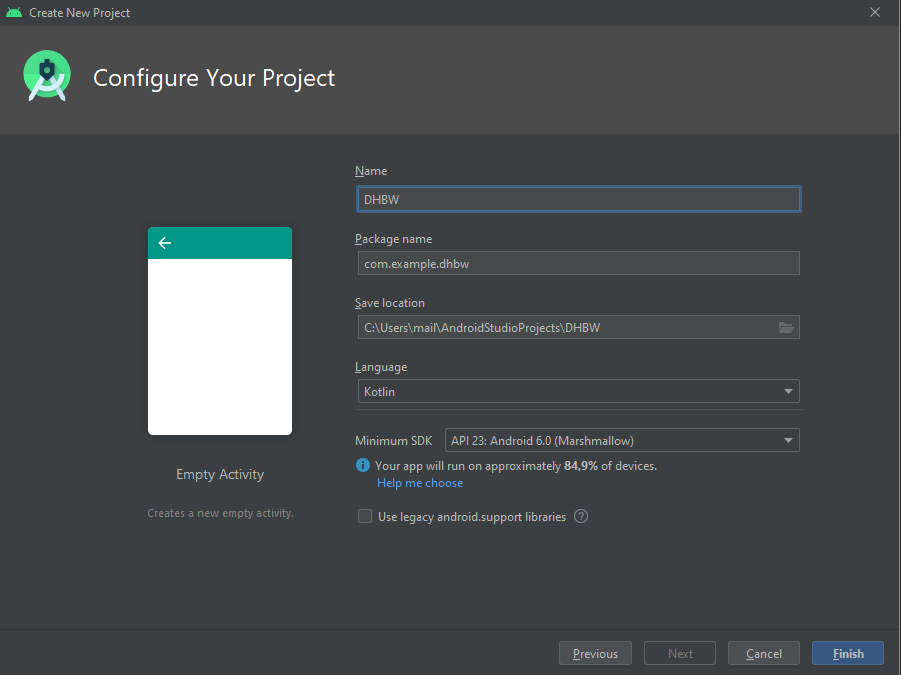 Create New Project
Configure Your Project
Name
DHBW
Package name
com.example.dhbw
Save location
C:\Users\mail\AndroidStudioProjects\DHBW
Language
Kotlin
Minimum SDK API 23: Android 6.0 (Marshmallow)
Your app will run on approximately 84,9% of devices.
Help me choose
Use legacy android.support libraries ?
Empty Activity
Creates a new empty activity.
Previous Next Cancel Finish